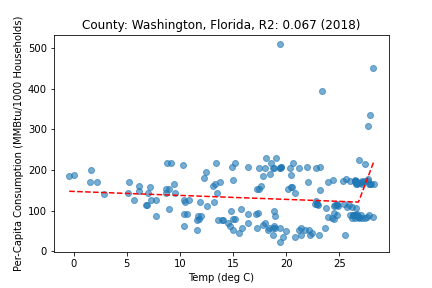 County: Washington, Florida, R2: 0.067 (2018)
Per-Capita Consumption (MMBtu/1000 Households)
500
400
300
200
100
0
0 5 10 15 20 25
Temp (deg C)